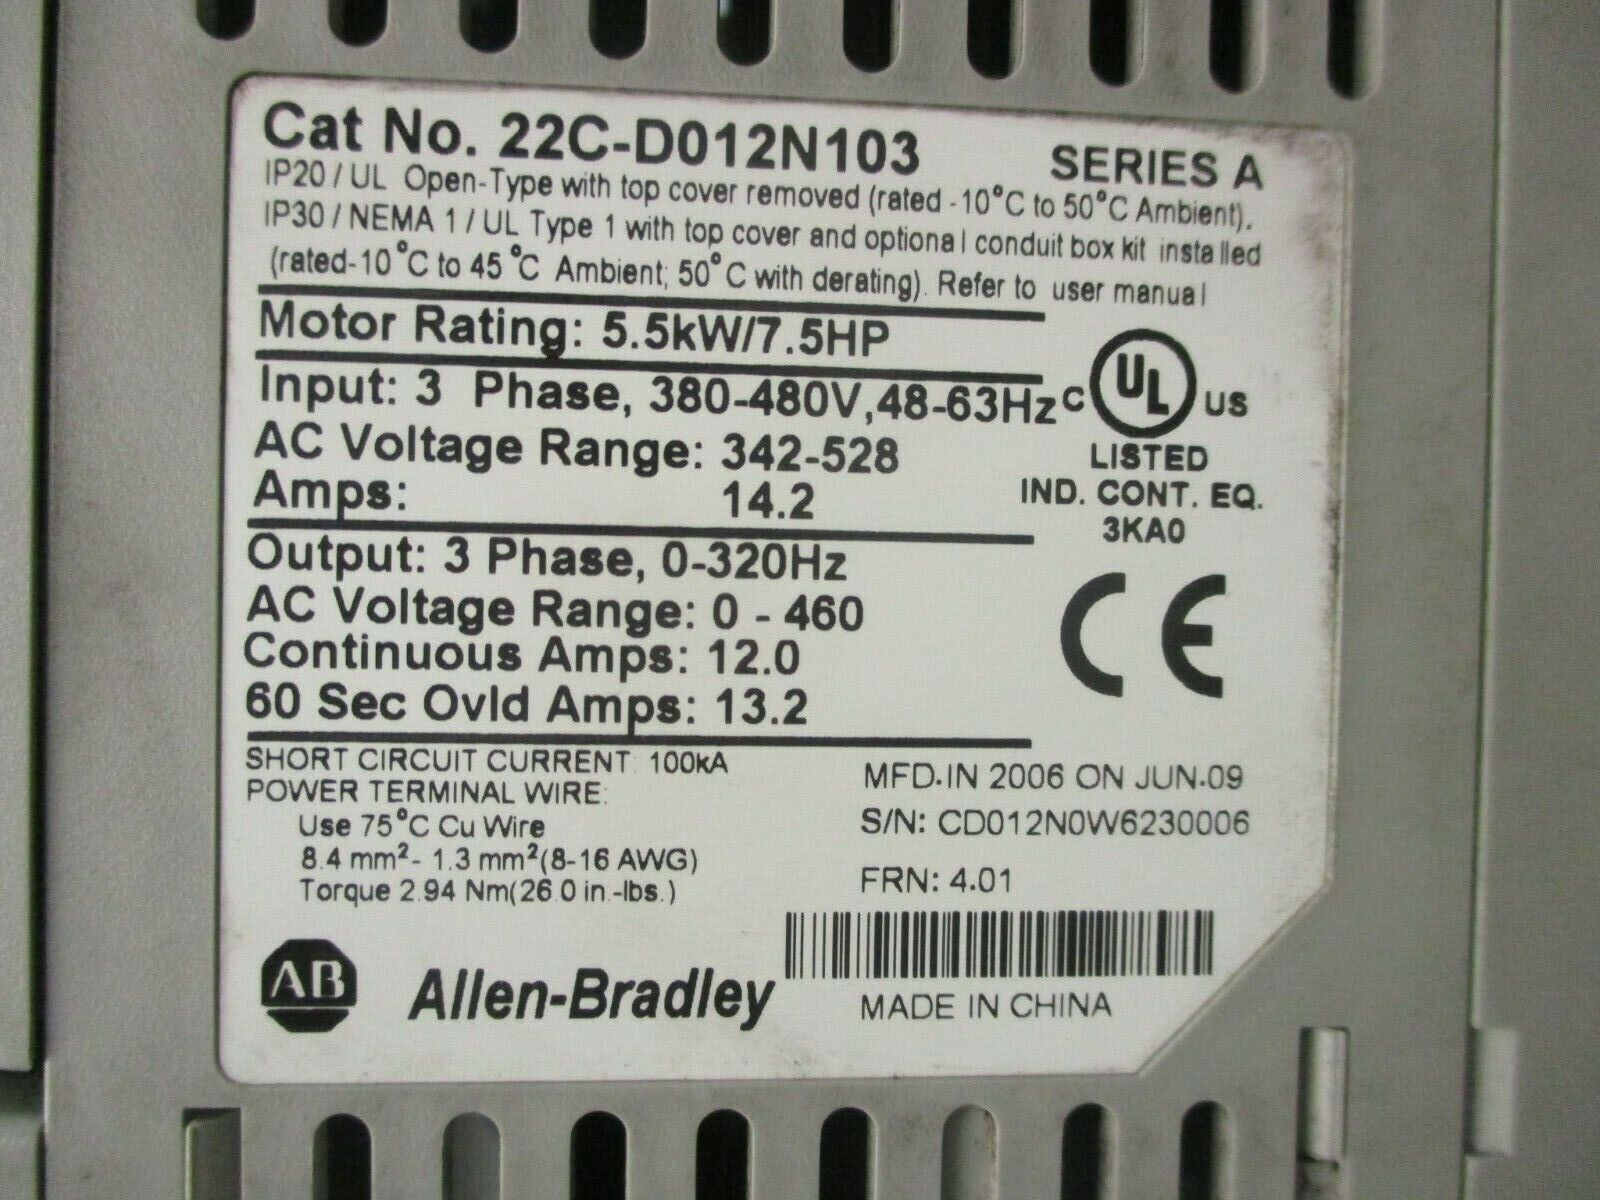 Cat No. 22C-D012N103 SERIES A
IP20 / UL Open-Type with top cover removed (rated -10°C to 50°C Ambient).
IP30 / NEMA 1 / UL Type 1 with top cover and optional conduit box kit installed
(rated-10°C to 45°C Ambient; 50°C with derating). Refer to user manual
Motor Rating: 5.5kW/7.5HP
Input: 3 Phase, 380-480V,48-63Hz
AC Voltage Range: 342-528
Amps: 14.2
C UL US
LISTED
IND. CONT. EQ.
3KA0
Output: 3 Phase, 0-320Hz
AC Voltage Range: 0 - 460
Continuous Amps: 12.0
60 Sec Ovld Amps: 13.2
CE
SHORT CIRCUIT CURRENT: 100kA
POWER TERMINAL WIRE:
Use 75°C Cu Wire
8.4 mm²- 1.3 mm²(8-16 AWG)
Torque 2.94 Nm(26.0 in.-lbs.)
MFD.IN 2006 ON JUN.09
S/N: CD012N0W6230006
FRN: 4.01
AB Allen-Bradley
MADE IN CHINA